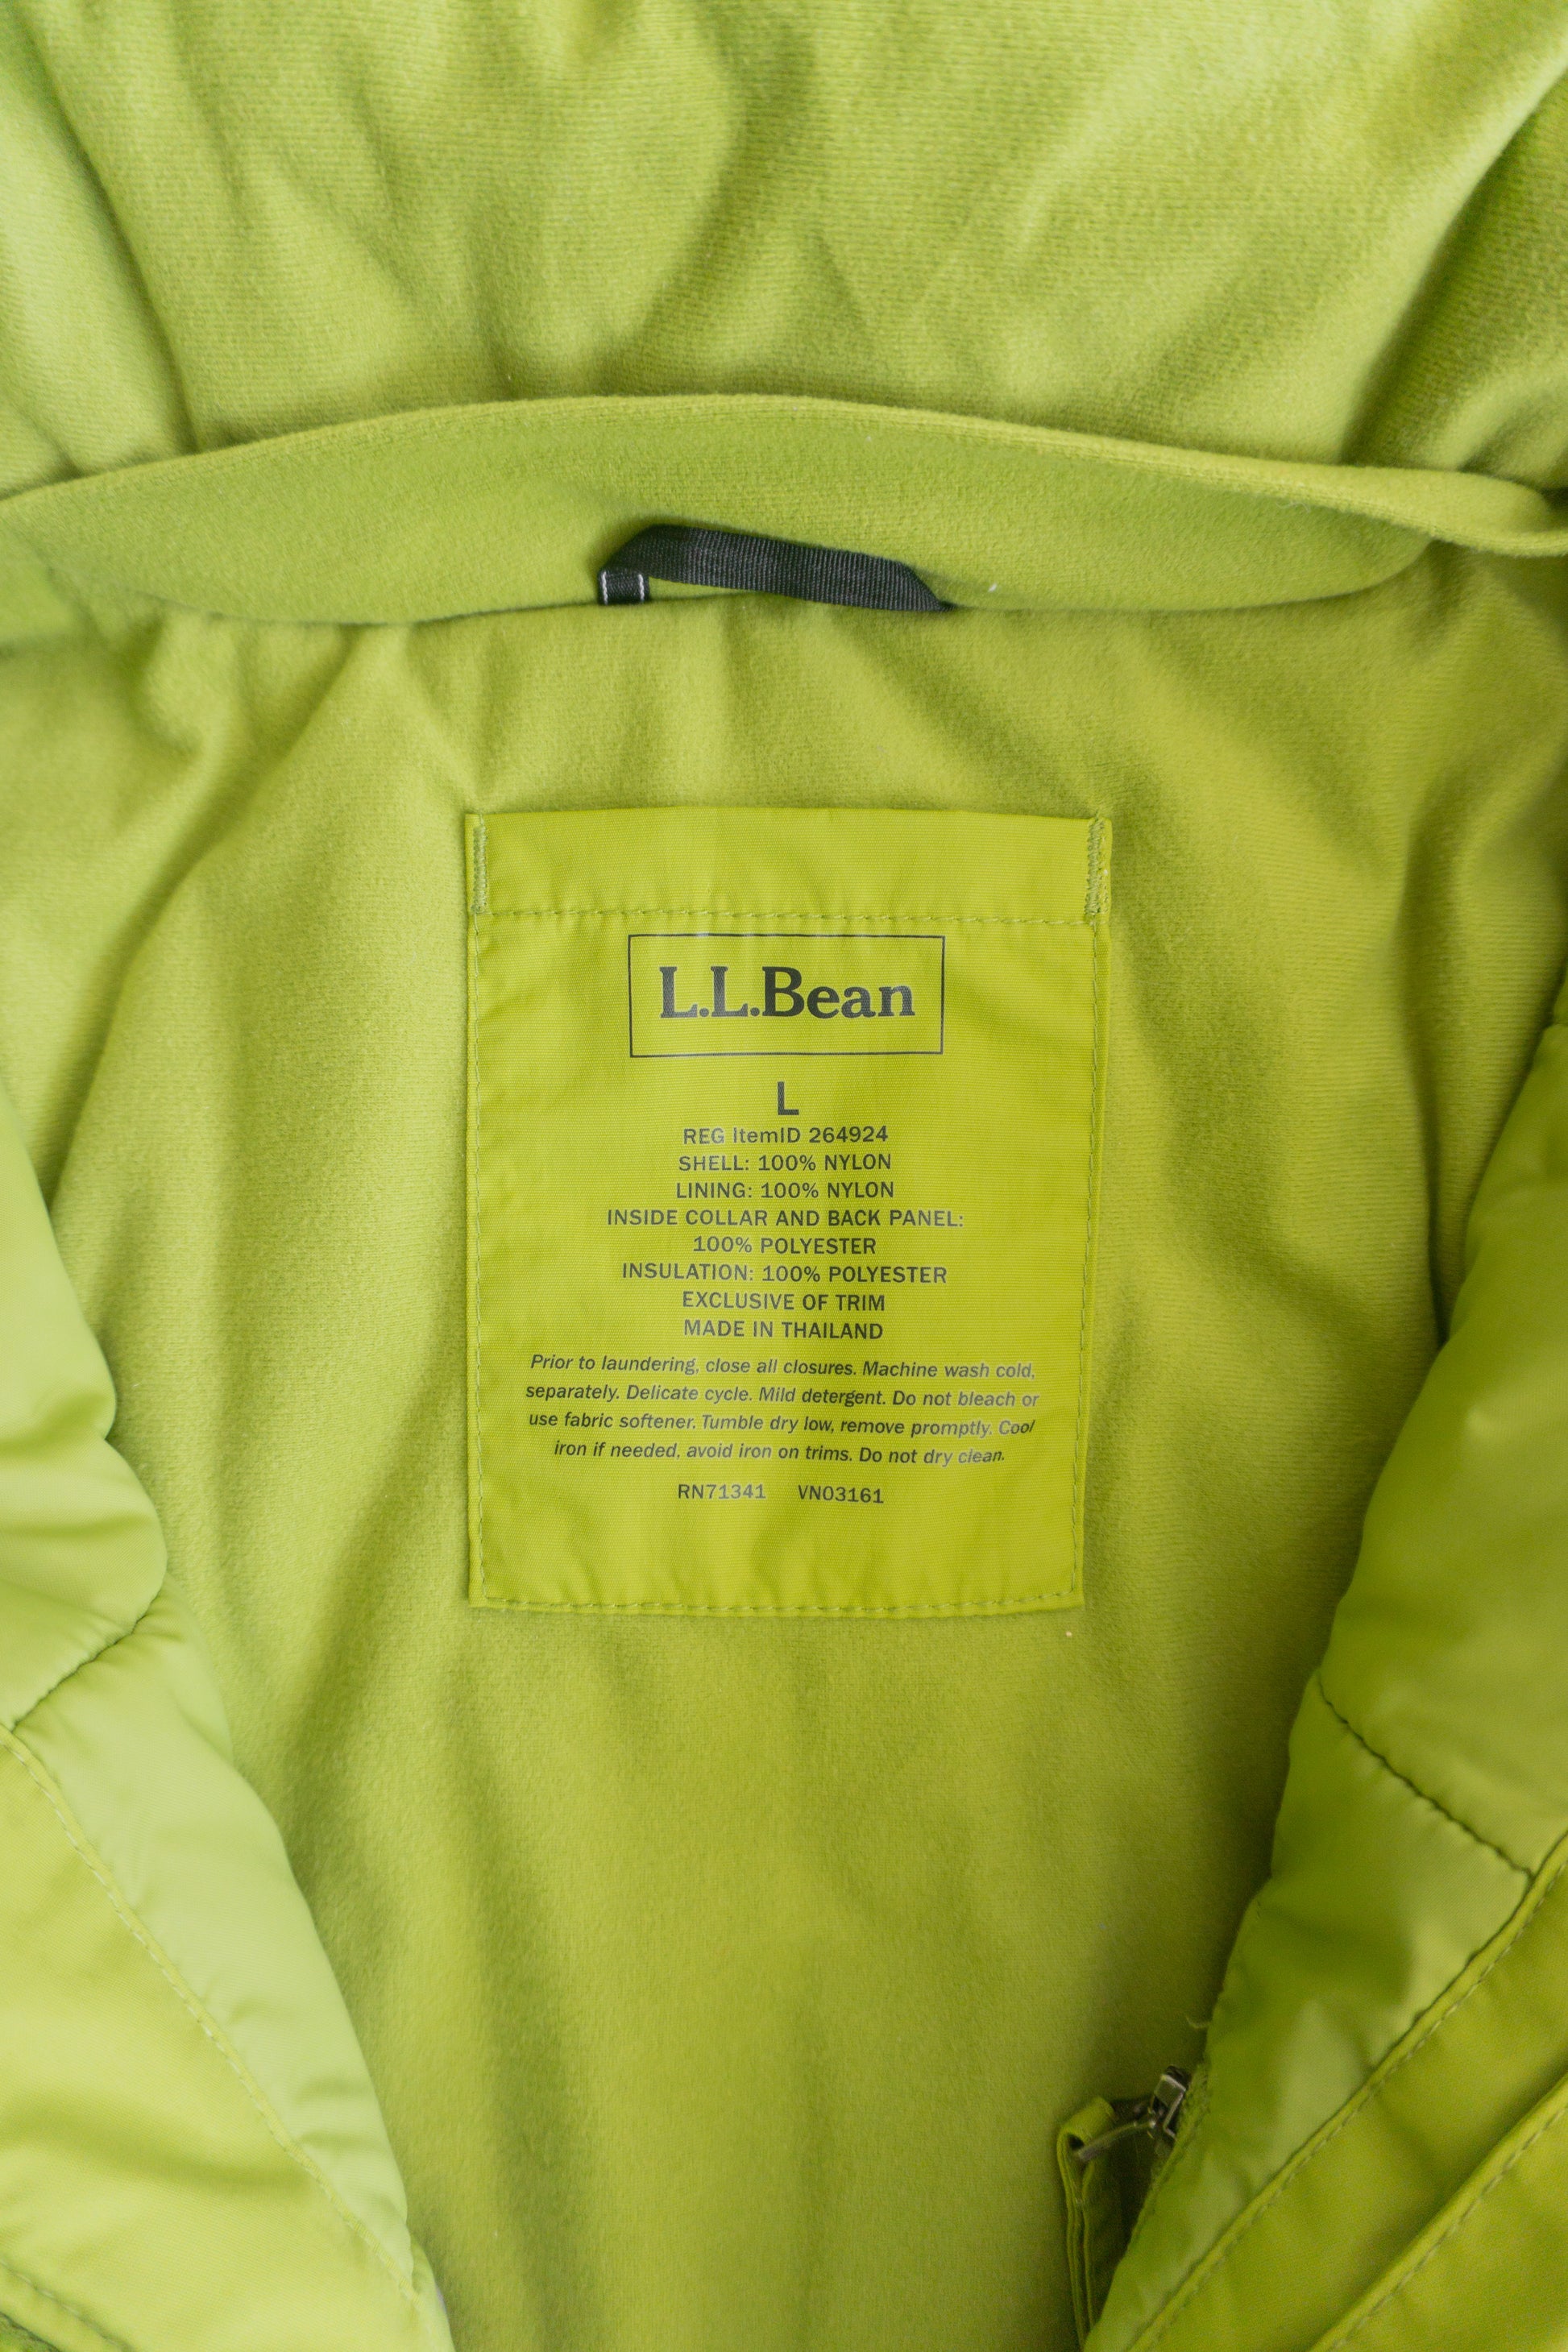 L.L.Bean
L
REG ItemID 264924
SHELL: 100% NYLON
LINING: 100% NYLON
INSIDE COLLAR AND BACK PANEL:
100% POLYESTER
INSULATION: 100% POLYESTER
EXCLUSIVE OF TRIM
MADE IN THAILAND
Prior to laundering, close all closures. Machine wash cold,
separately. Delicate cycle. Mild detergent. Do not bleach or
use fabric softener. Tumble dry low, remove promptly. Cool
iron if needed, avoid iron on trims. Do not dry clean.
RN71341 VN03161